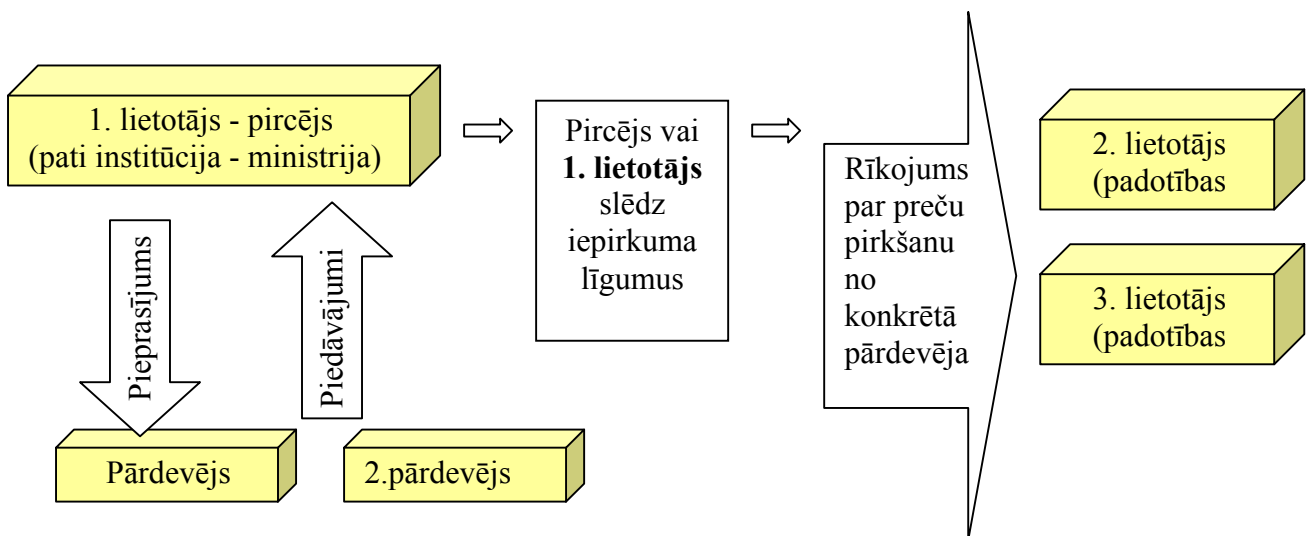 1. lietotājs - pircējs
(pati institūcija - ministrija)
Pieprasījums
Piedāvājumi
Pārdevējs
2.pārdevējs
Pircējs vai
1. lietotājs
slēdz
iepirkuma
līgumus
Rīkojums
par preču
pirkšanu
no
konkrētā
pārdevēja
2. lietotājs
(padotības
3. lietotājs
(padotības